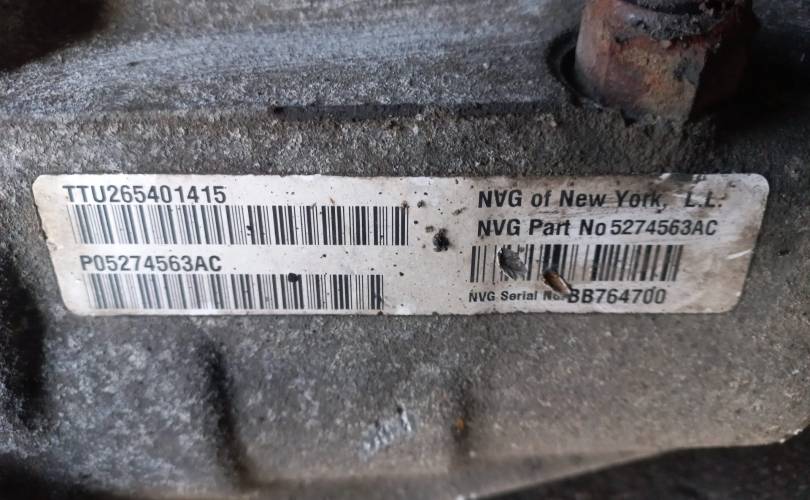 TTU265401415
P05274563AC
NVG of New York, L.L.
NVG Part No 5274563AC
NVG Serial No. BB764700